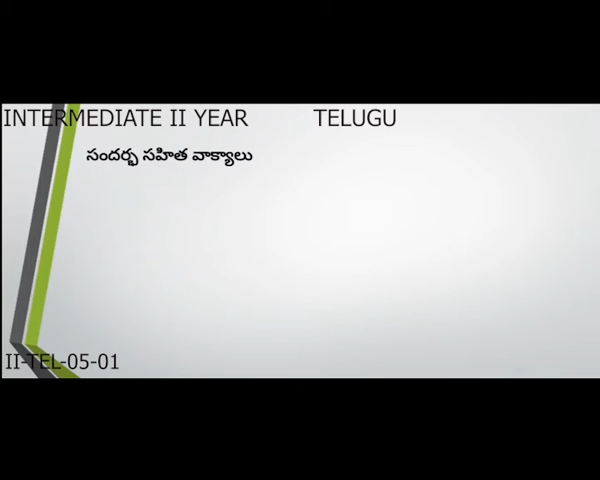 INTERMEDIATE II YEAR TELUGU
సందర్భ సహిత వాక్యాలు
II-TEL-05-01